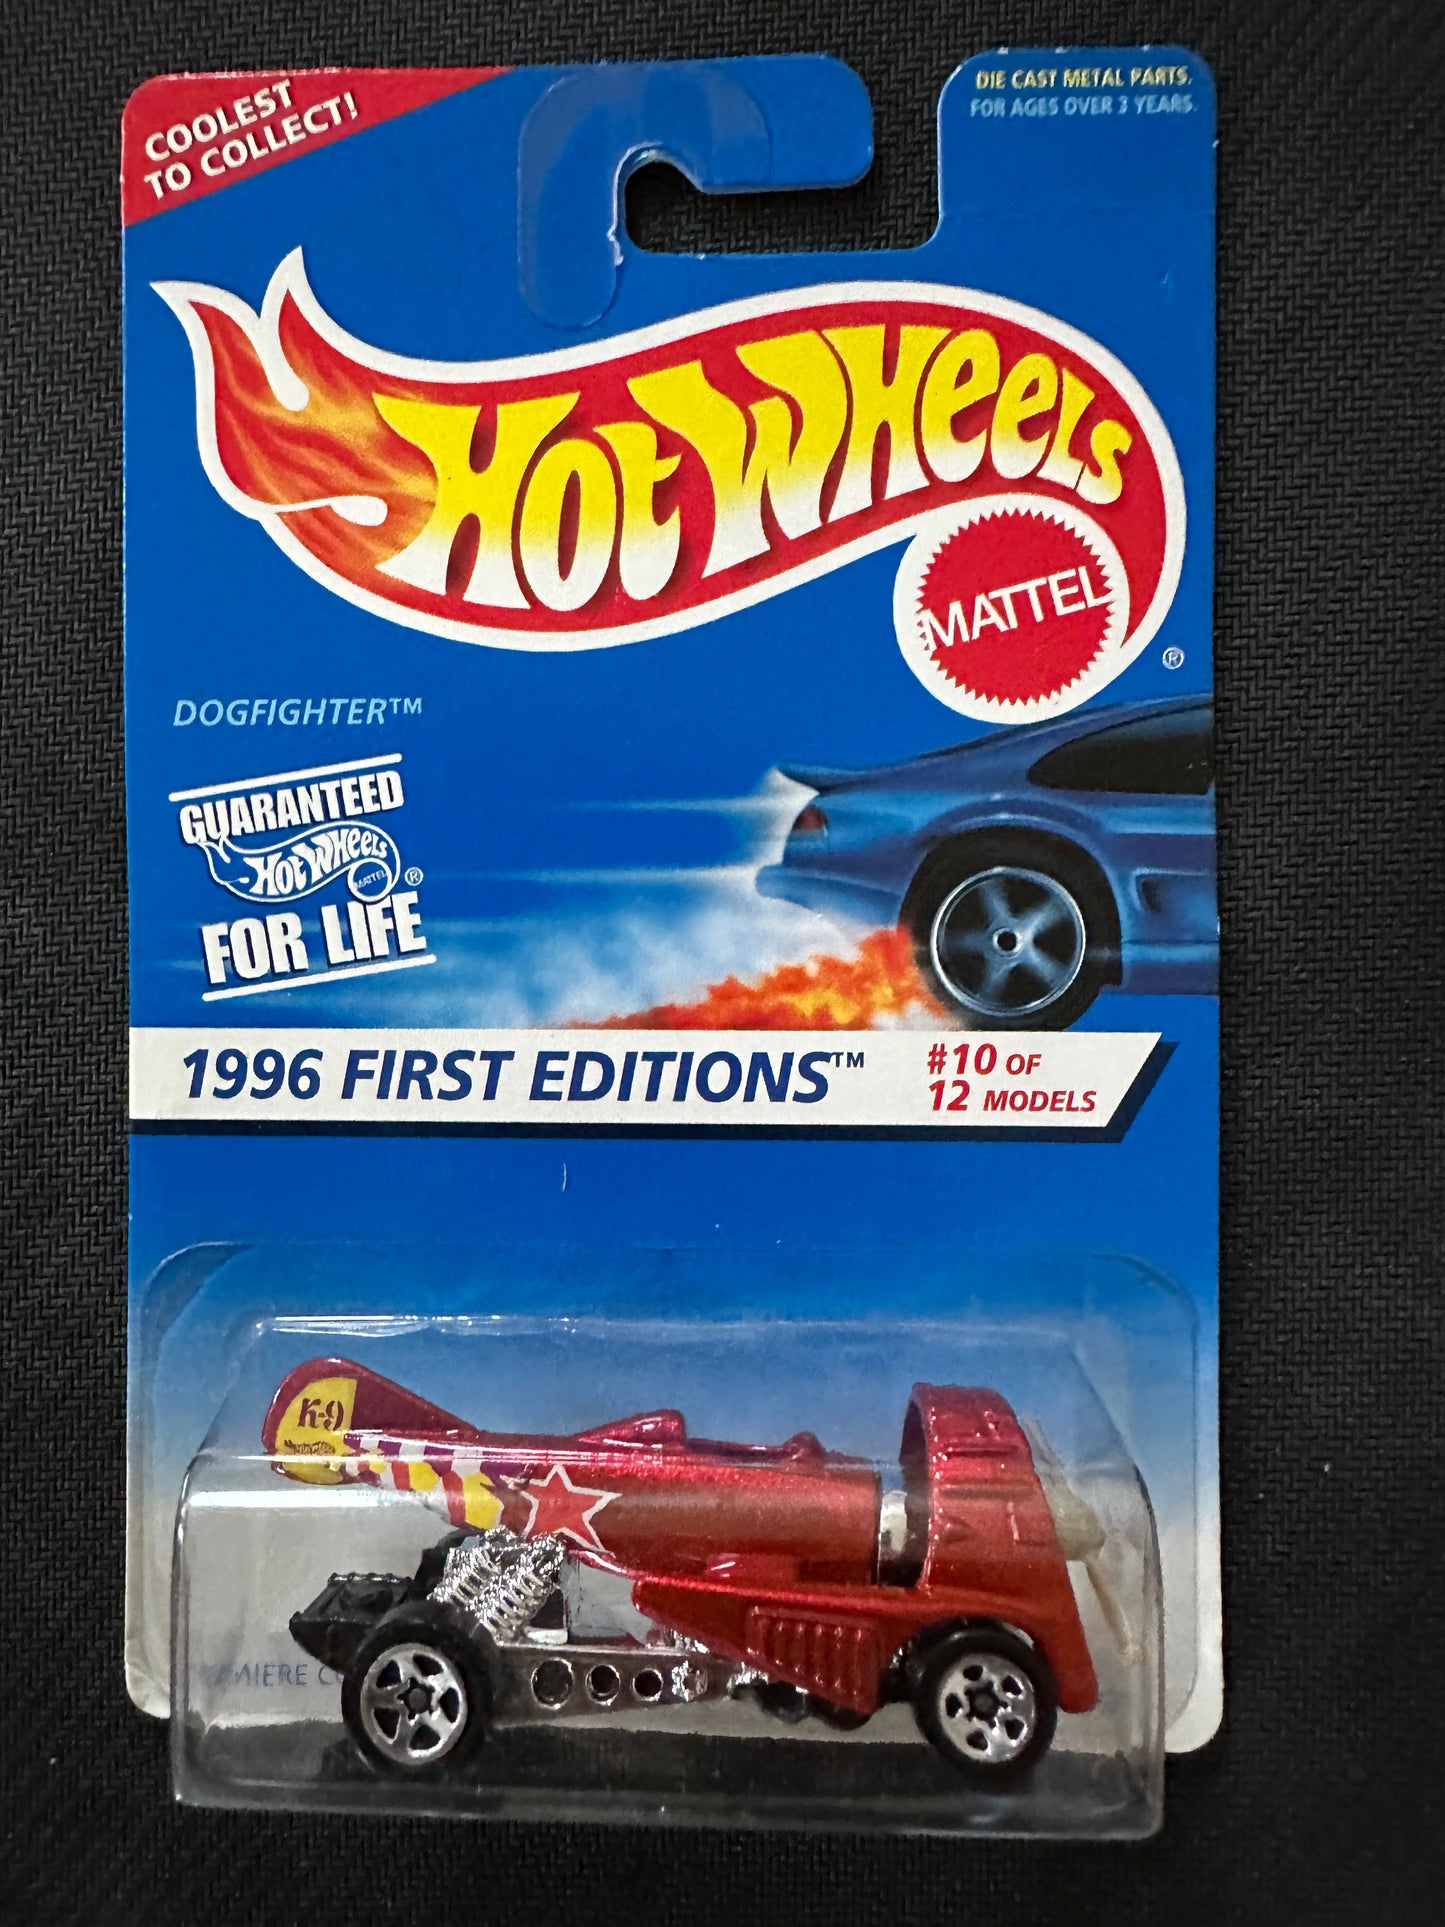 COOLEST
TO COLLECT!
DIE CAST METAL PARTS.
FOR AGES OVER 3 YEARS.
Hot Wheels
MATTEL
®
DOGFIGHTER™
GUARANTEED
Hot Wheels
MATTEL ®
FOR LIFE
1996 FIRST EDITIONS™
#10 OF
12 MODELS
K-9